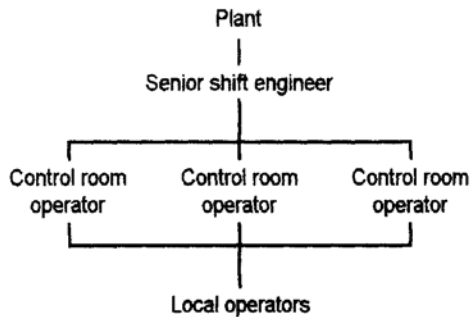 Plant
Senior shift engineer
Control room
operator
Control room
operator
Control room
operator
Local operators